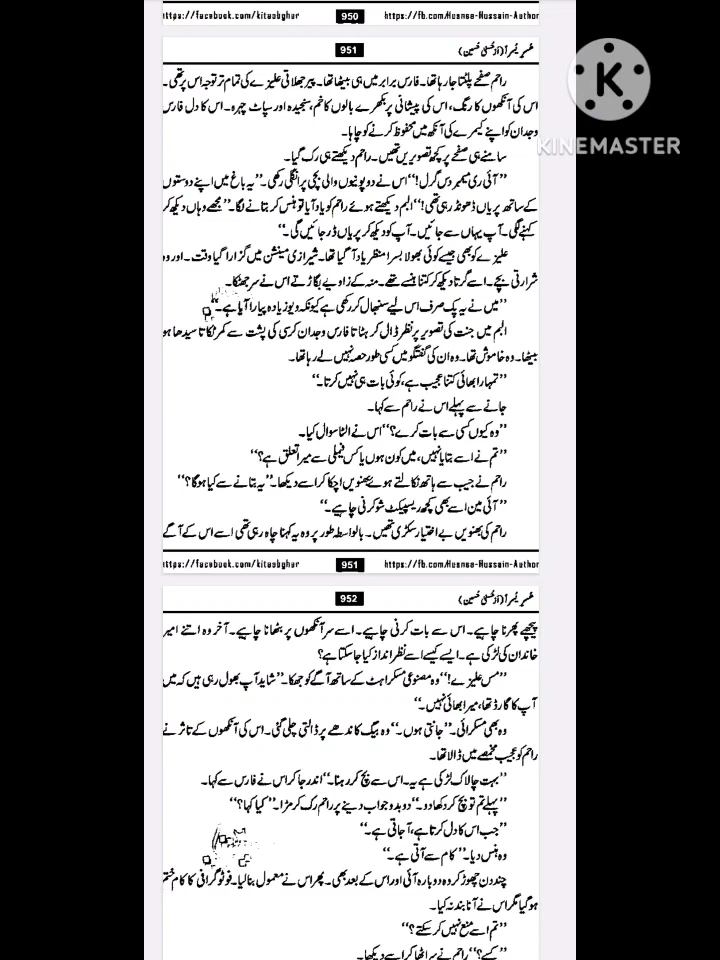 https://facebook.com/kitaabghar 950 https://fb.com/Husnaa-Hussain-Author
عُسرِ یُسراً (از حسنیٰ حسین) 951
راحم صفحے پلٹتا جا رہا تھا۔ فارس برابر میں ہی بیٹھا تھا۔ پیر جھلاتی علیزے کی تمام تر توجہ اس پر تھی۔
اس کی آنکھوں کا رنگ، اس کی پیشانی پر بکھرے بالوں کا خم، سنجیدہ اور سپاٹ چہرہ۔ اس کا دل فارس
وجدان کو اپنے کیمرے کی آنکھ میں محفوظ کرنے کو چاہا۔
سامنے ہی صفحے پر کچھ تصویریں تھیں۔ راحم دیکھتے ہی رک گیا۔
’’آئی ری میمبر دس گرل!‘‘ اس نے دو پونیوں والی بچی پر انگلی رکھی۔ ’’یہ باغ میں اپنے دوستوں
کے ساتھ پریاں ڈھونڈ رہی تھی!‘‘ البم دیکھتے ہوئے راحم کو یاد آیا تو ہنس کر بتانے لگا۔ ’’مجھے وہاں دیکھ کر
کہنے لگی۔ آپ یہاں سے جائیں۔ آپ کو دیکھ کر پریاں ڈر جائیں گی۔‘‘
علیزے کو بھی جیسے کوئی بھولا بسرا منظر یاد آ گیا تھا۔ شیرازی مینشن میں گزارا گیا وقت۔ اور وہ
شرارتی بچے۔ اسے گرتا دیکھ کر کتنا ہنسے تھے۔ منہ کے زاویے بگاڑتے اس نے سر جھٹکا۔
’’میں نے یہ پک صرف اس لیے سنبھال کر رکھی ہے کیونکہ ویو زیادہ پیارا آیا ہے۔‘‘
البم میں جنت کی تصویر پر نظر ڈال کر ہٹاتا فارس وجدان کرسی کی پشت سے کمر ٹکاتا سیدھا ہو
بیٹھا۔ وہ خاموش تھا۔ وہ ان کی گفتگو میں کسی طور حصہ نہیں لے رہا تھا۔
’’تمہارا بھائی کتنا عجیب ہے، کوئی بات ہی نہیں کرتا۔‘‘
جانے سے پہلے اس نے راحم سے کہا۔
’’وہ کیوں کسی سے بات کرے؟‘‘ اس نے الٹا سوال کیا۔
’’تم نے اسے بتایا نہیں، میں کون ہوں یا کس فیملی سے میرا تعلق ہے؟‘‘
راحم نے جیب سے ہاتھ نکالتے ہوئے بھنویں اچکا کر اسے دیکھا۔ ’’یہ بتانے سے کیا ہوگا؟‘‘
’’آئی مین اسے بھی کچھ ریسپیکٹ شو کرنی چاہیے۔‘‘
راحم کی بھنویں بے اختیار سکڑی تھیں۔ بالواسطہ طور پر وہ یہ کہنا چاہ رہی تھی اسے اس کے آگے
https://facebook.com/kitaabghar 951 https://fb.com/Husnaa-Hussain-Author
عُسرِ یُسراً (از حسنیٰ حسین) 952
پیچھے پھرنا چاہیے۔ اس سے بات کرنی چاہیے۔ اسے سر آنکھوں پر بٹھانا چاہیے۔ آخر وہ اتنے امیر
خاندان کی لڑکی ہے۔ ایسے کیسے اسے نظر انداز کیا جا سکتا ہے؟
’’مس علیزے!‘‘ وہ مصنوعی مسکراہٹ کے ساتھ آگے کو جھکا۔ ’’شاید آپ بھول رہی ہیں کہ میں
آپ کا گارڈ تھا، میرا بھائی نہیں۔‘‘
وہ بھی مسکرائی۔ ’’جانتی ہوں۔‘‘ وہ بیگ کاندھے پر ڈالتی چلی گئی۔ اس کی آنکھوں کے تاثر نے
راحم کو عجیب مخمصے میں ڈالا تھا۔
’’بہت چالاک لڑکی ہے یہ۔ اس سے بچ کر رہنا۔‘‘ اندر جا کر اس نے فارس سے کہا۔
’’پہلے تم تو بچ کر دکھا دو۔‘‘ دو بدو جواب دینے پر راحم رک کر مڑا۔ ’’کیا کہا؟‘‘
’’جب اس کا دل کرتا ہے، آ جاتی ہے۔‘‘
وہ ہنس دیا۔ ’’کام سے آتی ہے۔‘‘
چند دن چھوڑ کر وہ دوبارہ آئی اور اس کے بعد بھی۔ پھر اس نے معمول بنا لیا۔ فوٹوگرافی کا کام ختم
ہو گیا مگر اس نے آنا بند نہ کیا۔
’’تم اسے منع نہیں کر سکتے؟‘‘
’’کسے؟‘‘ راحم نے سر اٹھا کر اسے دیکھا۔
K
KINEMASTER